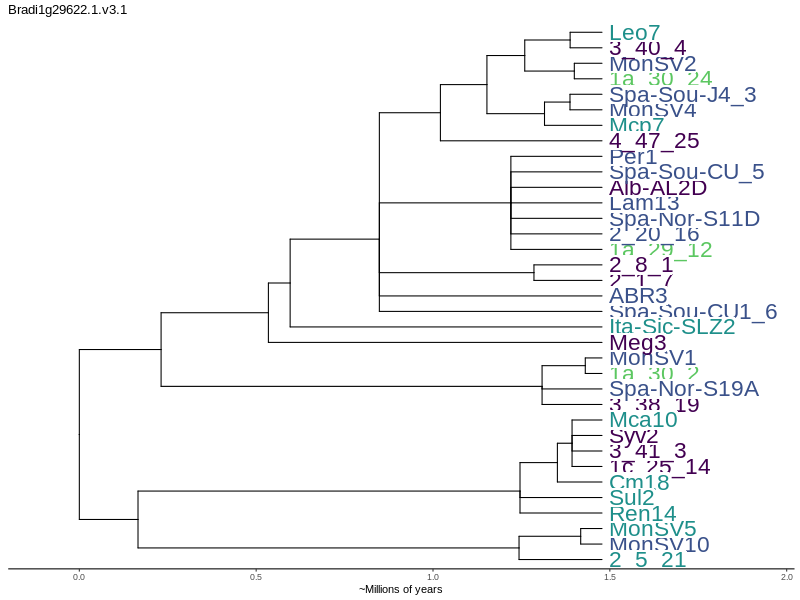 Bradi1g29622.1.v3.1
Leo7
3_40_4
MonSV2
1a_30_24
Spa-Sou-J4_3
MonSV4
Mcp7
4_47_25
Per1
Spa-Sou-CU_5
Alb-AL2D
Lam13
Spa-Nor-S11D
2_20_16
1a_29_12
2_8_1
2_1_7
ABR3
Spa-Sou-CU1_6
Ita-Sic-SLZ2
Meg3
MonSV1
1a_30_2
Spa-Nor-S19A
3_38_19
Mca10
Syv2
3_41_3
1c_25_14
Cm18
Sul2
Ren14
MonSV5
MonSV10
2_5_21
0.0 0.5 1.0 1.5 2.0
~Millions of years